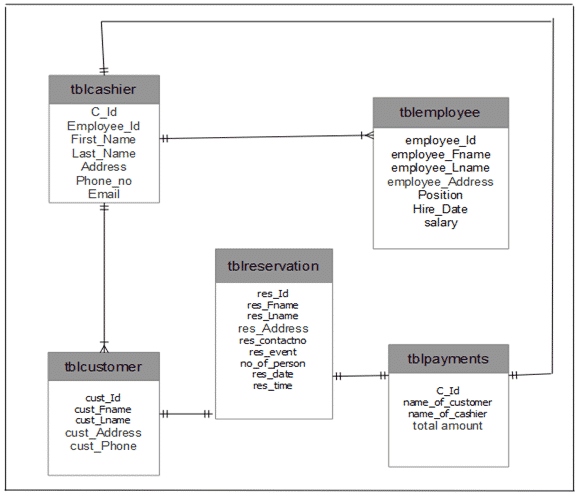 tblcashier
C_Id
Employee_Id
First_Name
Last_Name
Address
Phone_no
Email
tblemployee
employee_Id
employee_Fname
employee_Lname
employee_Address
Position
Hire_Date
salary
tblreservation
res_Id
res_Fname
res_Lname
res_Address
res_contactno
res_event
no_of_person
res_date
res_time
tblcustomer
cust_Id
cust_Fname
cust_Lname
cust_Address
cust_Phone
tblpayments
C_Id
name_of_customer
name_of_cashier
total amount